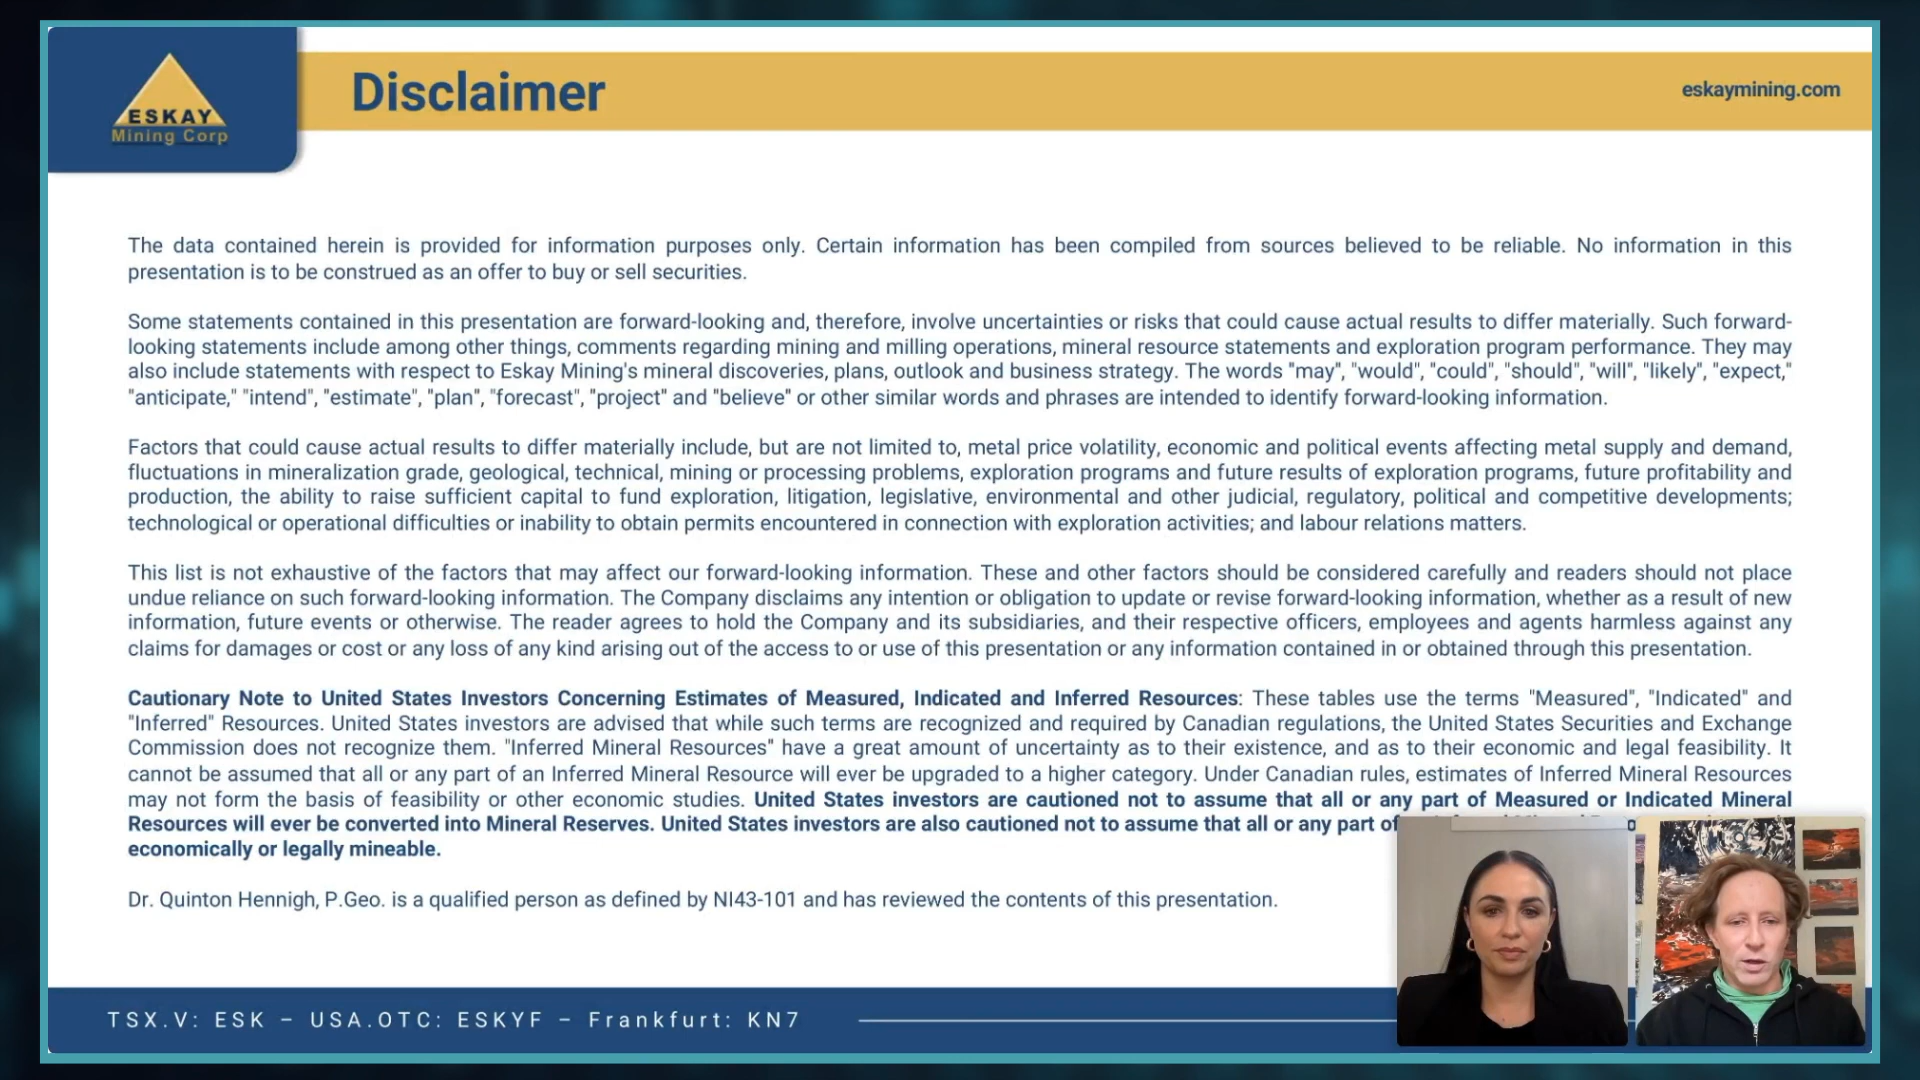 ESKAY
Mining Corp
Disclaimer
eskaymining.com
The data contained herein is provided for information purposes only. Certain information has been compiled from sources believed to be reliable. No information in this
presentation is to be construed as an offer to buy or sell securities.
Some statements contained in this presentation are forward-looking and, therefore, involve uncertainties or risks that could cause actual results to differ materially. Such forward-
looking statements include among other things, comments regarding mining and milling operations, mineral resource statements and exploration program performance. They may
also include statements with respect to Eskay Mining's mineral discoveries, plans, outlook and business strategy. The words "may", "would", "could", "should", "will", "likely", "expect,"
"anticipate," "intend", "estimate", "plan", "forecast", "project" and "believe" or other similar words and phrases are intended to identify forward-looking information.
Factors that could cause actual results to differ materially include, but are not limited to, metal price volatility, economic and political events affecting metal supply and demand,
fluctuations in mineralization grade, geological, technical, mining or processing problems, exploration programs and future results of exploration programs, future profitability and
production, the ability to raise sufficient capital to fund exploration, litigation, legislative, environmental and other judicial, regulatory, political and competitive developments;
technological or operational difficulties or inability to obtain permits encountered in connection with exploration activities; and labour relations matters.
This list is not exhaustive of the factors that may affect our forward-looking information. These and other factors should be considered carefully and readers should not place
undue reliance on such forward-looking information. The Company disclaims any intention or obligation to update or revise forward-looking information, whether as a result of new
information, future events or otherwise. The reader agrees to hold the Company and its subsidiaries, and their respective officers, employees and agents harmless against any
claims for damages or cost or any loss of any kind arising out of the access to or use of this presentation or any information contained in or obtained through this presentation.
Cautionary Note to United States Investors Concerning Estimates of Measured, Indicated and Inferred Resources: These tables use the terms "Measured", "Indicated" and
"Inferred" Resources. United States investors are advised that while such terms are recognized and required by Canadian regulations, the United States Securities and Exchange
Commission does not recognize them. "Inferred Mineral Resources" have a great amount of uncertainty as to their existence, and as to their economic and legal feasibility. It
cannot be assumed that all or any part of an Inferred Mineral Resource will ever be upgraded to a higher category. Under Canadian rules, estimates of Inferred Mineral Resources
may not form the basis of feasibility or other economic studies. United States investors are cautioned not to assume that all or any part of Measured or Indicated Mineral
Resources will ever be converted into Mineral Reserves. United States investors are also cautioned not to assume that all or any part of
economically or legally mineable.
Dr. Quinton Hennigh, P.Geo. is a qualified person as defined by NI43-101 and has reviewed the contents of this presentation.
TSX.V: ESK – USA.OTC: ESKYF – Frankfurt: KN7